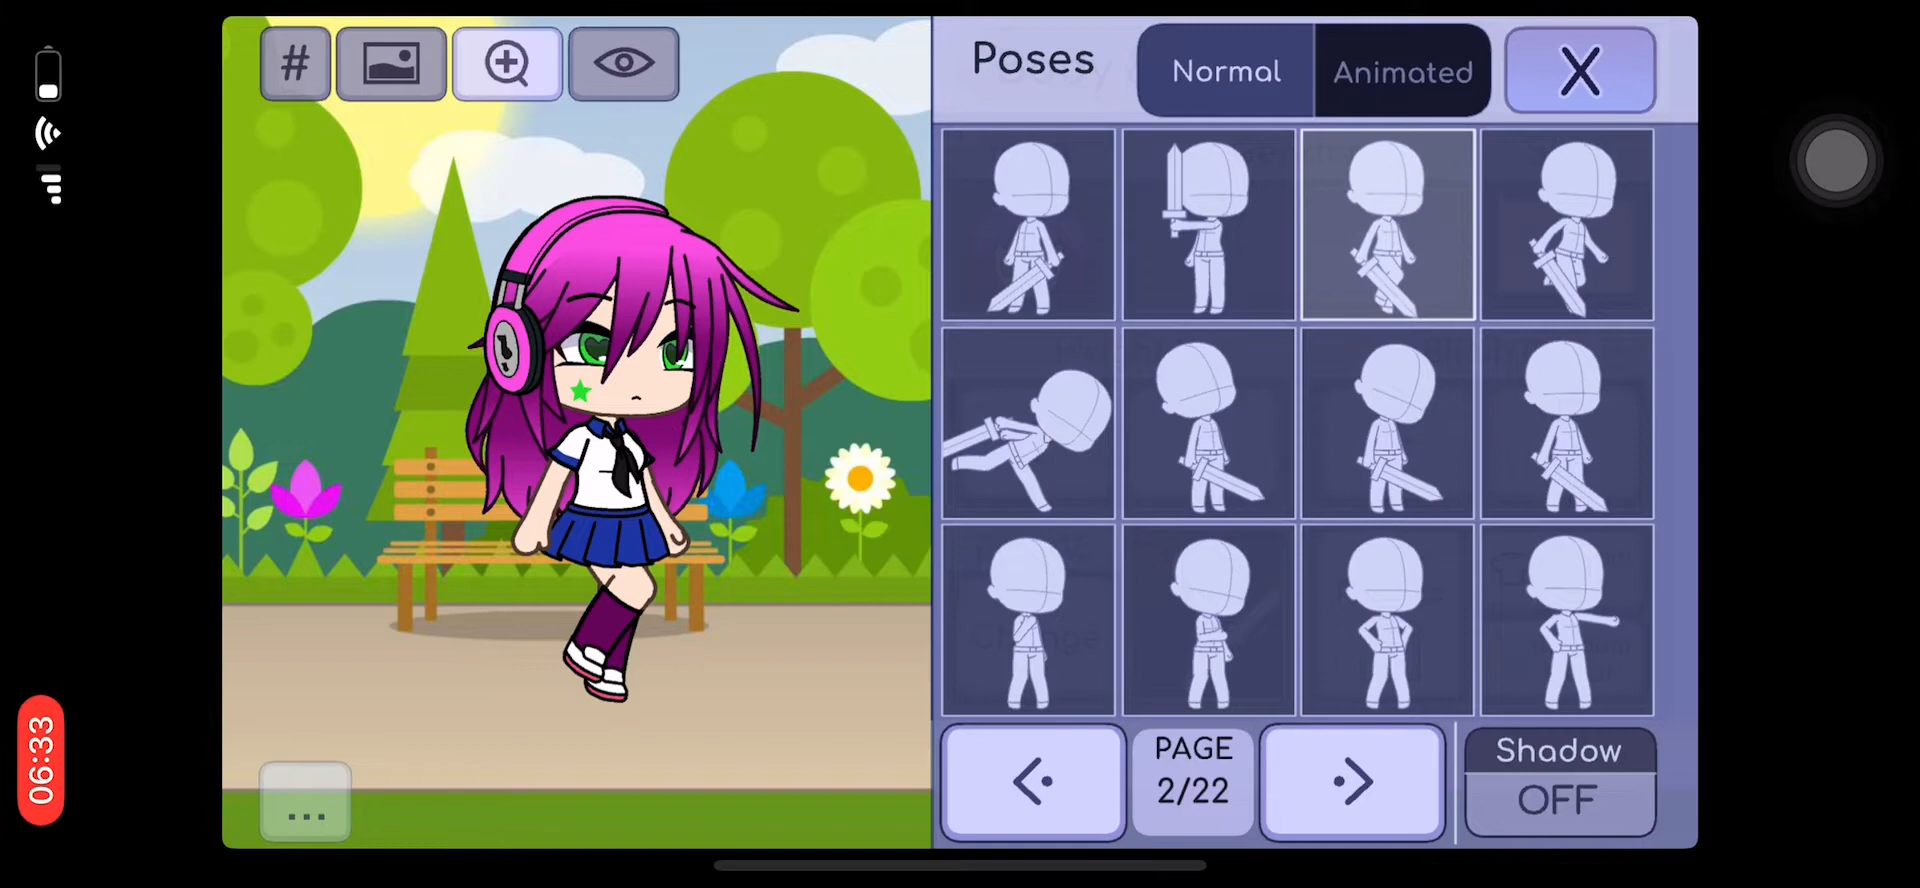 #
Poses
Normal
Animated
X
06:33
...
PAGE
2/22
Shadow
OFF